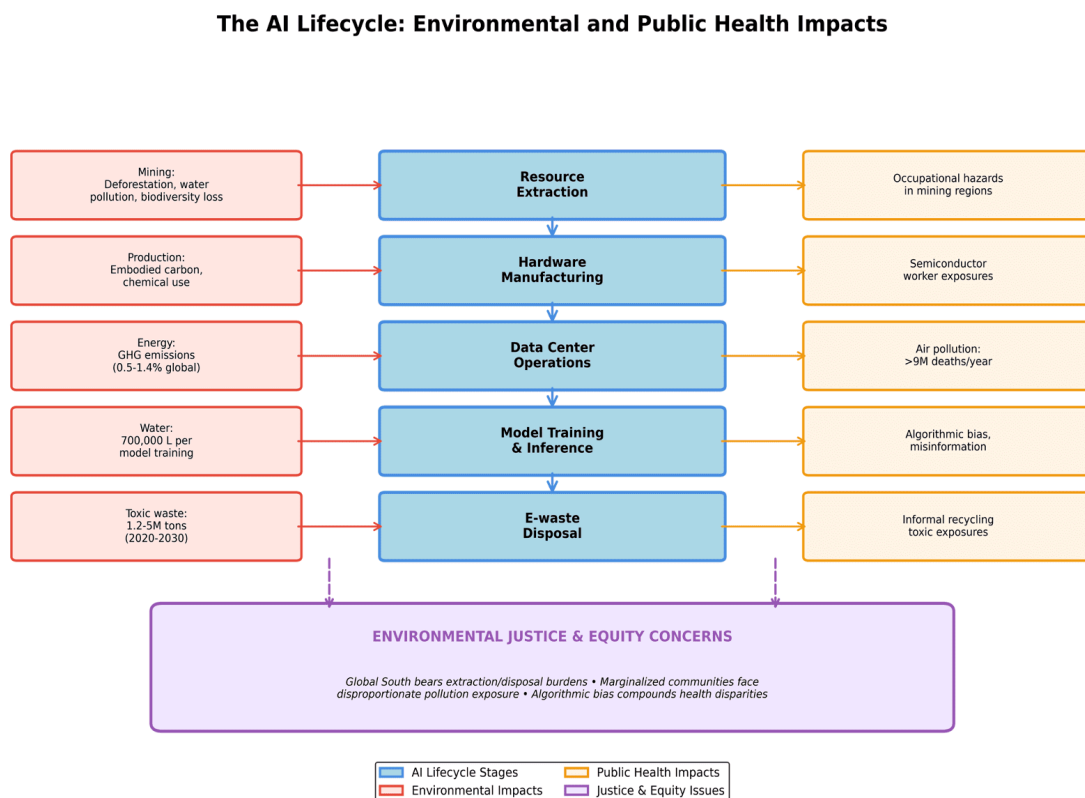 The AI Lifecycle: Environmental and Public Health Impacts
Mining:
Deforestation, water
pollution, biodiversity loss
Resource
Extraction
Occupational hazards
in mining regions
Production:
Embodied carbon,
chemical use
Hardware
Manufacturing
Semiconductor
worker exposures
Energy:
GHG emissions
(0.5-1.4% global)
Data Center
Operations
Air pollution:
>9M deaths/year
Water:
700,000 L per
model training
Model Training
& Inference
Algorithmic bias,
misinformation
Toxic waste:
1.2-5M tons
(2020-2030)
E-waste
Disposal
Informal recycling
toxic exposures
ENVIRONMENTAL JUSTICE & EQUITY CONCERNS
Global South bears extraction/disposal burdens • Marginalized communities face
disproportionate pollution exposure • Algorithmic bias compounds health disparities
AI Lifecycle Stages
Environmental Impacts
Public Health Impacts
Justice & Equity Issues